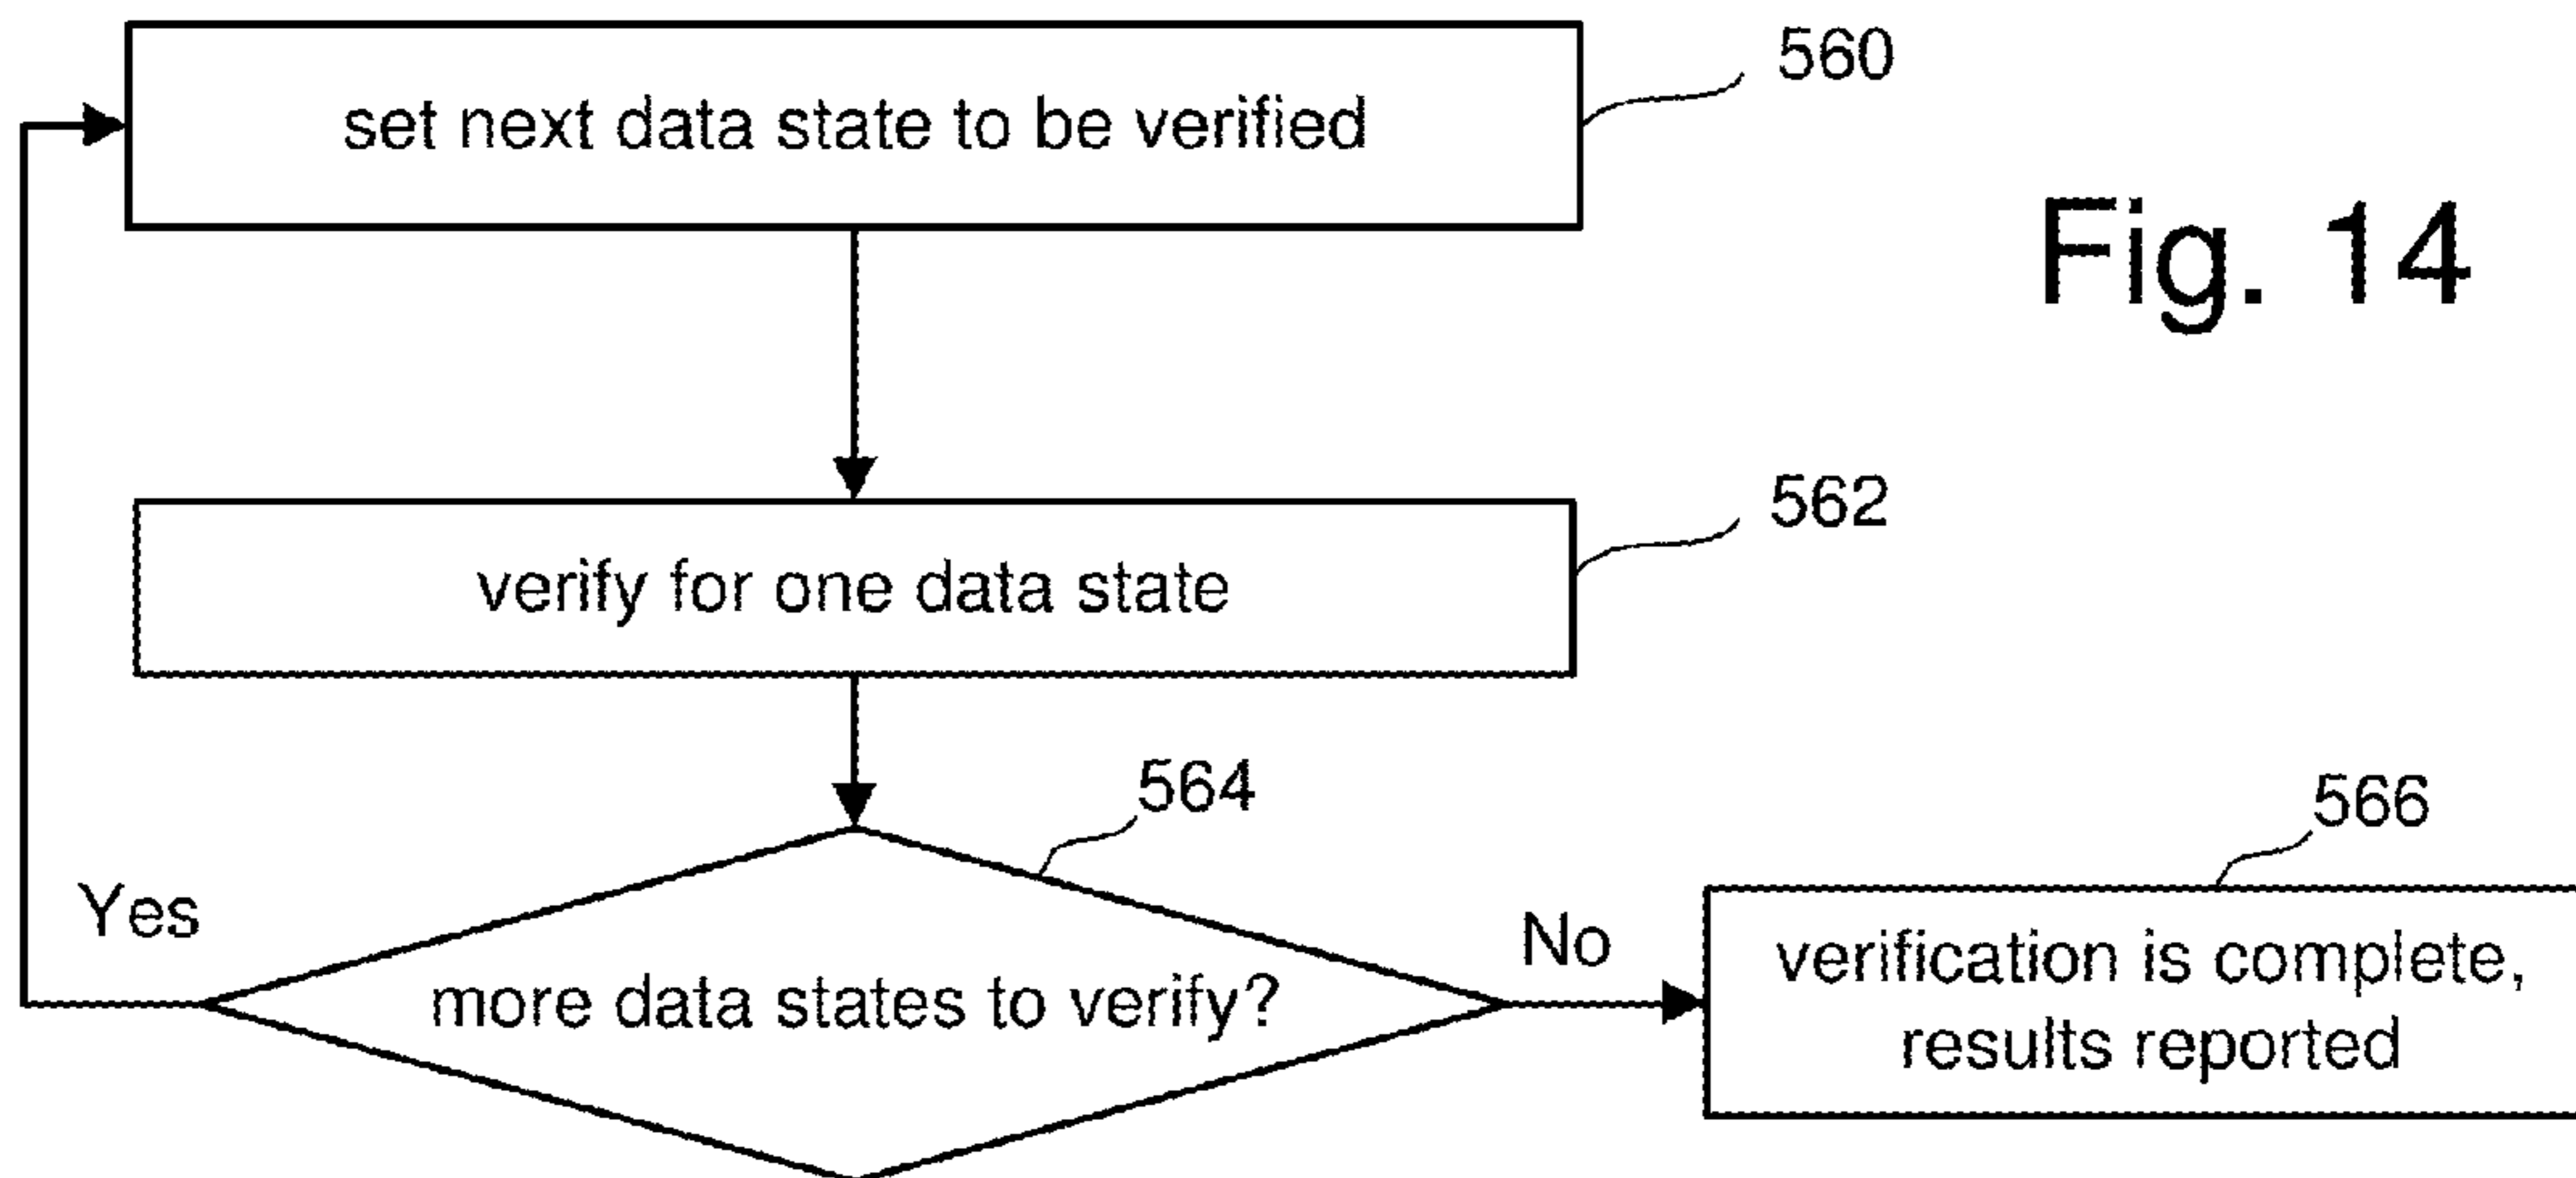 560
set next data state to be verified
Fig. 14
562
verify for one data state
564
566
Yes
No
more data states to verify?
verification is complete,
results reported